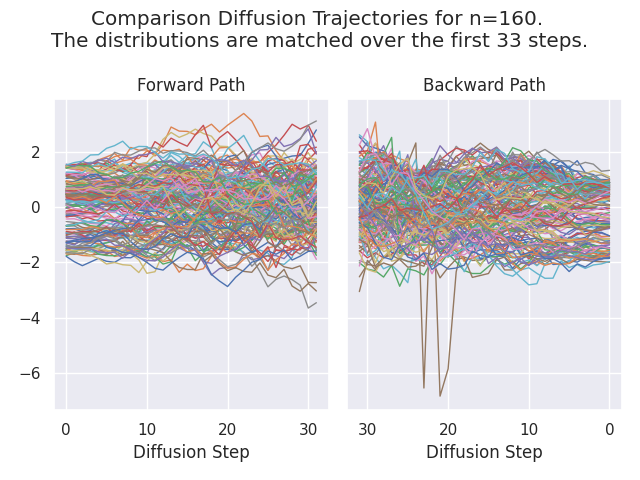 Comparison Diffusion Trajectories for n=160.
The distributions are matched over the first 33 steps.
Forward Path
Backward Path
2
0
−2
−4
−6
0 10 20 30
30 20 10 0
Diffusion Step
Diffusion Step